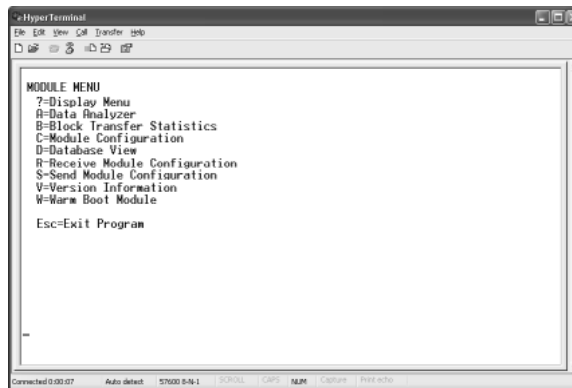 HyperTerminal
File Edit View Call Transfer Help
MODULE MENU
?=Display Menu
A=Data Analyzer
B=Block Transfer Statistics
C=Module Configuration
D=Database View
R=Receive Module Configuration
S=Send Module Configuration
V=Version Information
W=Warm Boot Module
Esc=Exit Program
Connected 0:00:07 Auto detect 57600 8-N-1 SCROLL CAPS NUM Capture Print echo